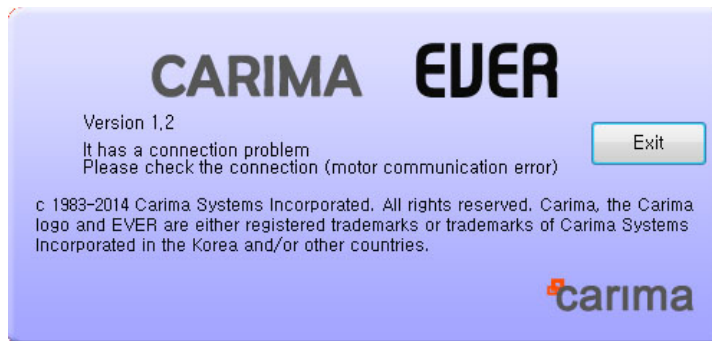 CARIMA EVER
Version 1,2
It has a connection problem
Please check the connection (motor communication error)
Exit
c 1983-2014 Carima Systems Incorporated. All rights reserved. Carima, the Carima
logo and EVER are either registered trademarks or trademarks of Carima Systems
Incorporated in the Korea and/or other countries.
carima